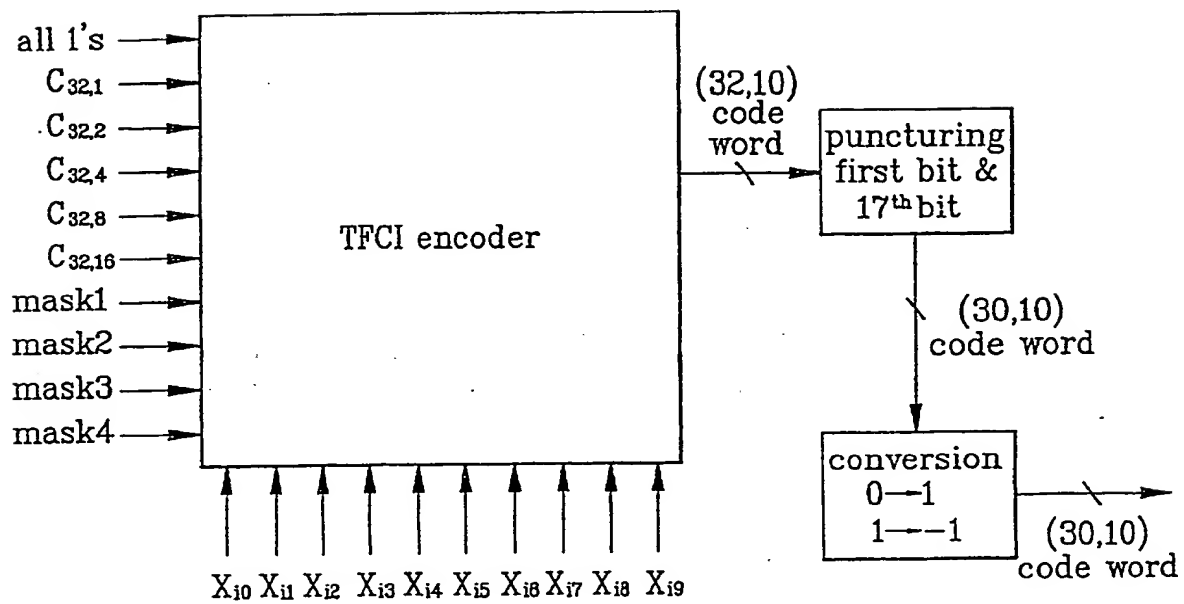 all 1's
C32,1
C32,2
C32,4
C32,8
C32,16
mask1
mask2
mask3
mask4
TFCI encoder
Xi0 Xi1 Xi2 Xi3 Xi4 Xi5 Xi6 Xi7 Xi8 Xi9
(32,10)
code
word
puncturing
first bit &
17th bit
(30,10)
code word
conversion
0→1
1→-1
(30,10)
code word